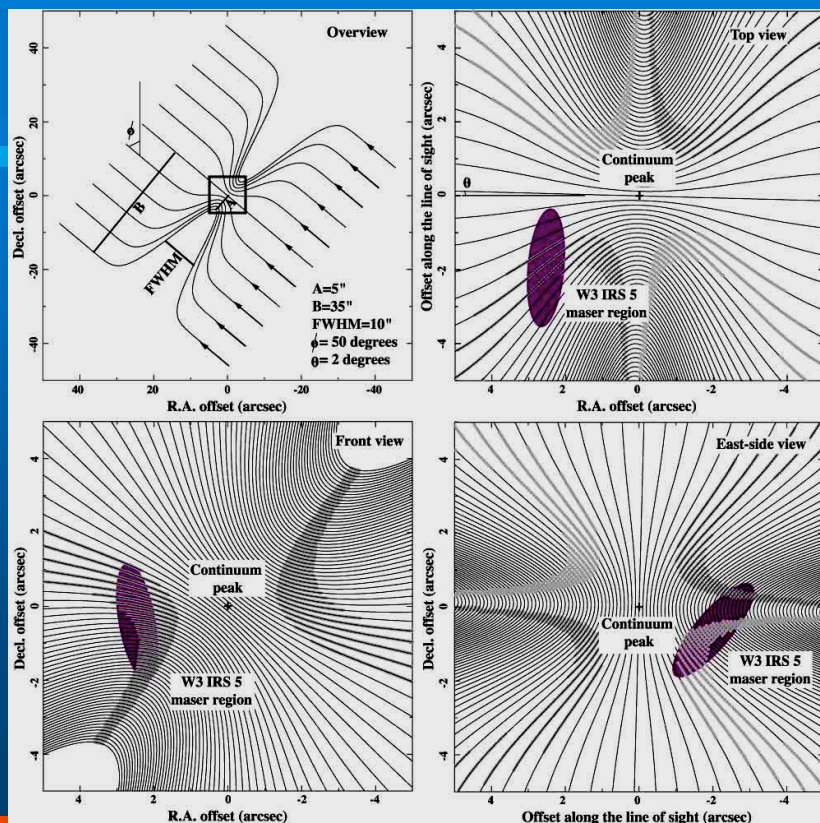 Overview
40
20
0
-20
-40
Decl. offset (arcsec)
ø
B
A
FWHM
A=5"
B=35"
FWHM=10"
ø= 50 degrees
θ= 2 degrees
40
20
0
-20
-40
R.A. offset (arcsec)
Top view
4
2
0
-2
-4
Offset along the line of sight (arcsec)
θ
Continuum
peak
W3 IRS 5
maser region
4
2
0
-2
-4
R.A. offset (arcsec)
Front view
4
2
0
-2
-4
Decl. offset (arcsec)
Continuum
peak
W3 IRS 5
maser region
4
2
0
-2
-4
R.A. offset (arcsec)
East-side view
4
2
0
-2
-4
Decl. offset (arcsec)
Continuum
peak
W3 IRS 5
maser region
4
2
0
-2
-4
Offset along the line of sight (arcsec)